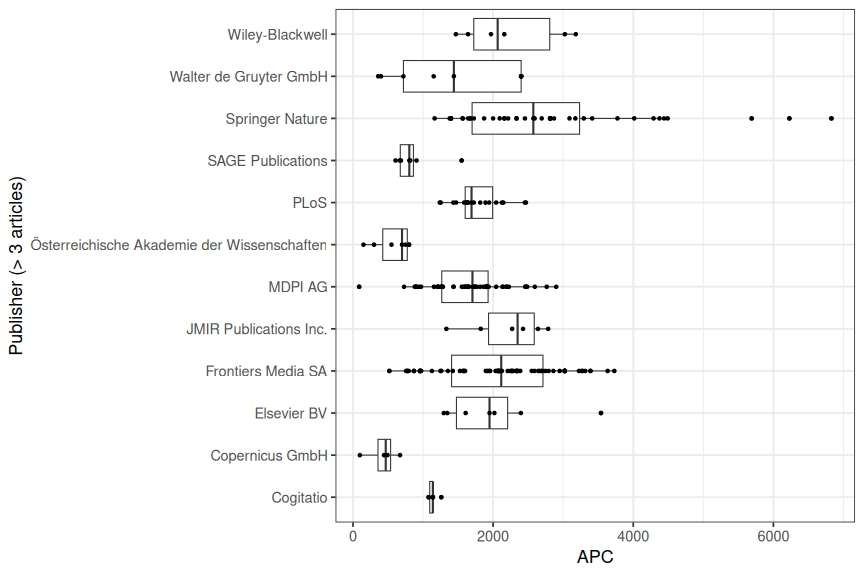 Publisher (> 3 articles)
Wiley-Blackwell
Walter de Gruyter GmbH
Springer Nature
SAGE Publications
PLoS
Österreichische Akademie der Wissenschaften
MDPI AG
JMIR Publications Inc.
Frontiers Media SA
Elsevier BV
Copernicus GmbH
Cogitatio
0 2000 4000 6000
APC